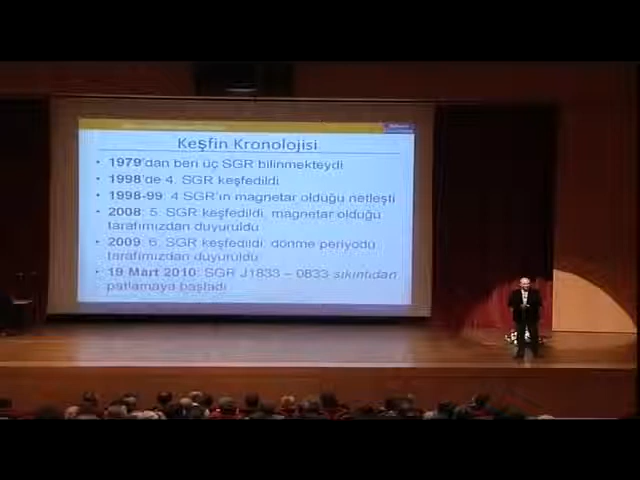 Keşfin Kronolojisi
• 1979'dan beri üç SGR bilinmekteydi
• 1998'de 4. SGR keşfedildi
• 1998-99: 4 SGR'ın magnetar olduğu netleşti
• 2008: 5. SGR keşfedildi, magnetar olduğu
tarafımızdan duyuruldu
• 2009: 6. SGR keşfedildi, dönme periyodu
tarafımızdan duyuruldu
• 19 Mart 2010: SGR J1833 – 0833 sıkıntıdan
patlamaya başladı